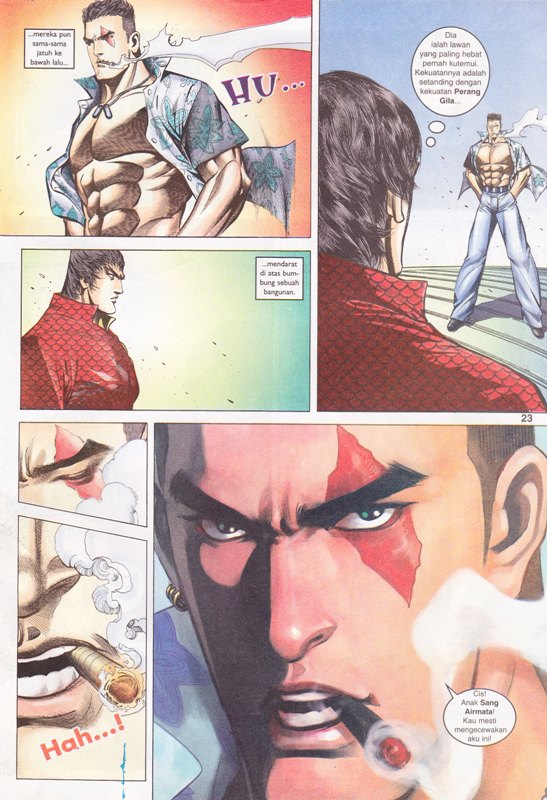 ...mereka pun
sama-sama
jatuh ke
bawah lalu...
HU...
Dia
ialah lawan
yang paling hebat
pernah kutemui.
Kekuatannya adalah
setanding dengan
kekuatan Perang
Gila...
...mendarat
di atas bum-
bung sebuah
bangunan.
23
Hah...!
Cis!
Anak Sang
Airmata!
Kau mesti
mengecewakan
aku ini!